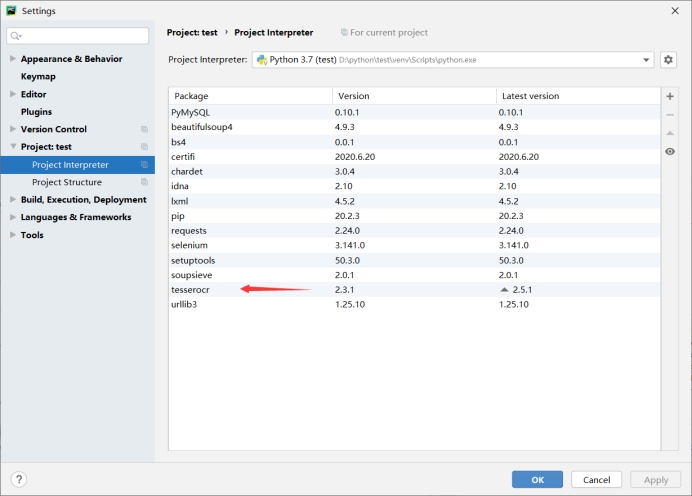 Settings
Appearance & Behavior
Keymap
Editor
Plugins
Version Control
Project: test
Project Interpreter
Project Structure
Build, Execution, Deployment
Languages & Frameworks
Tools
Project: test › Project Interpreter For current project
Project Interpreter: Python 3.7 (test) D:\python\test\venv\Scripts\python.exe
Package Version Latest version
PyMySQL 0.10.1 0.10.1
beautifulsoup4 4.9.3 4.9.3
bs4 0.0.1 0.0.1
certifi 2020.6.20 2020.6.20
chardet 3.0.4 3.0.4
idna 2.10 2.10
lxml 4.5.2 4.5.2
pip 20.2.3 20.2.3
requests 2.24.0 2.24.0
selenium 3.141.0 3.141.0
setuptools 50.3.0 50.3.0
soupsieve 2.0.1 2.0.1
tesserocr 2.3.1 2.5.1
urllib3 1.25.10 1.25.10
? OK Cancel Apply